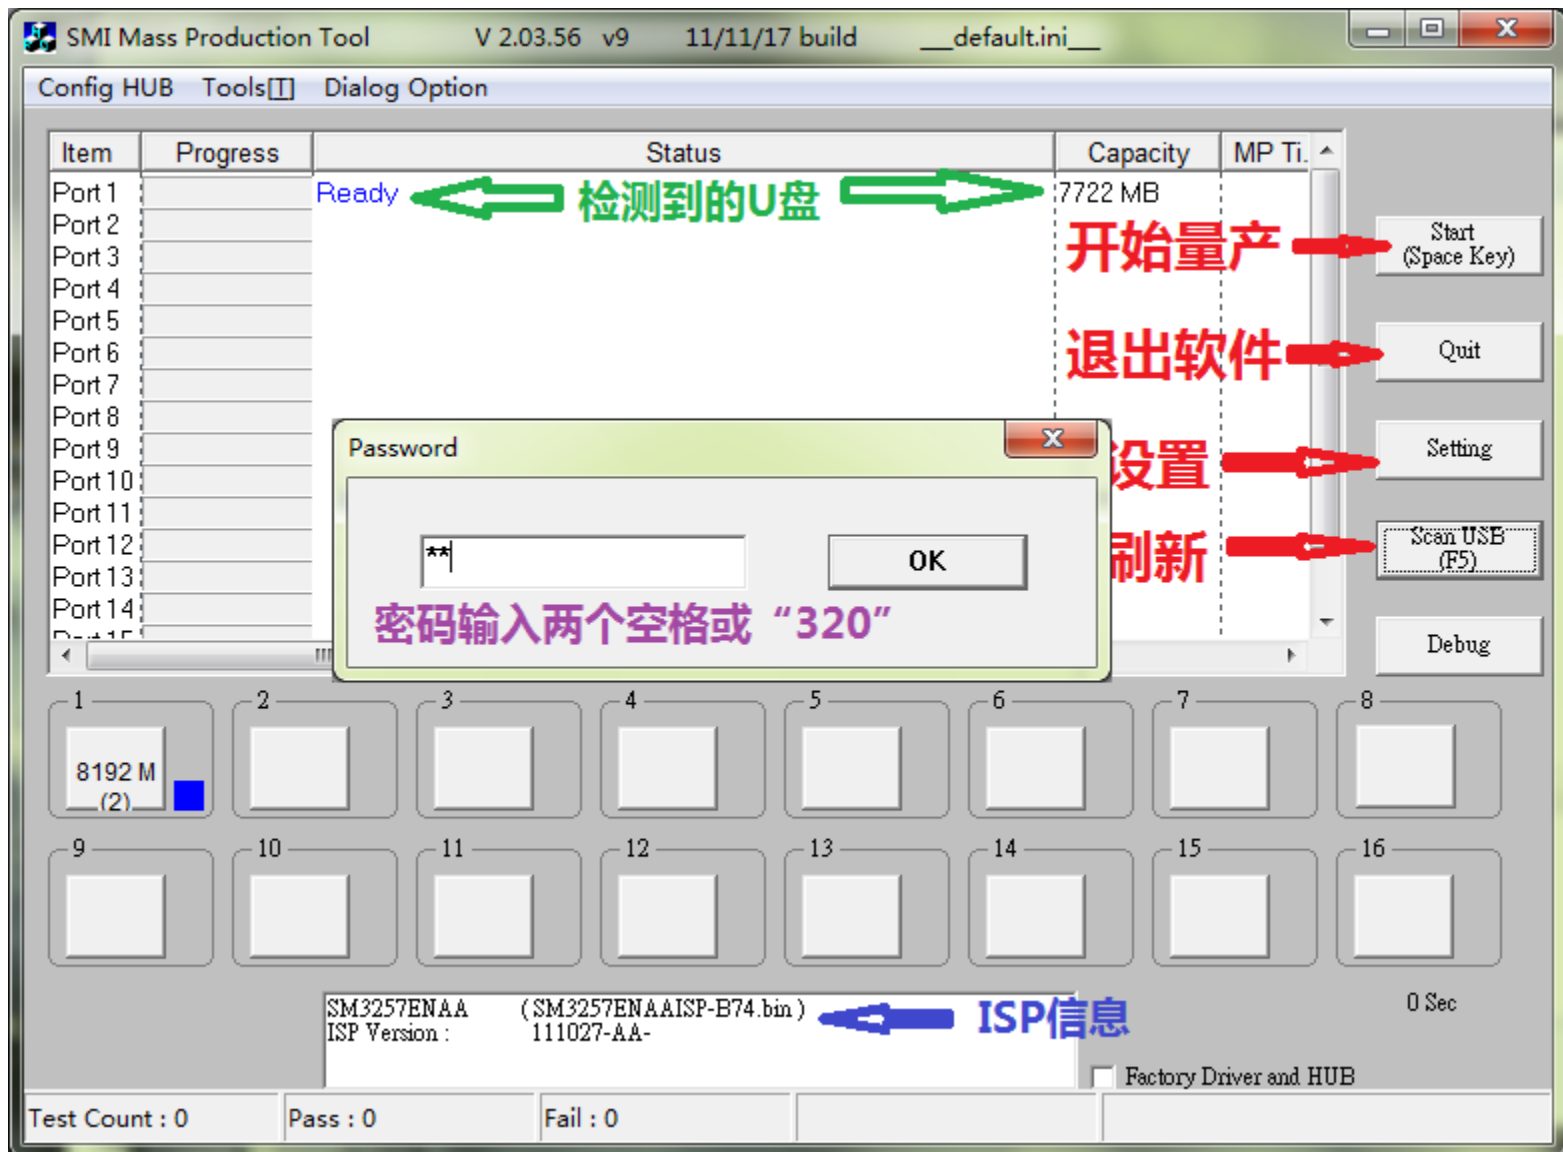 SMI Mass Production Tool V 2.03.56 v9 11/11/17 build __default.ini__
Config HUB Tools[T] Dialog Option
Item Progress Status Capacity MP Ti.
Port 1 Ready 检测到的U盘 7722 MB
Port 2
Port 3
Port 4
Port 5
Port 6
Port 7
Port 8
Port 9
Port 10
Port 11
Port 12
Port 13
Port 14
开始量产 Start
(Space Key)
退出软件 Quit
设置 Setting
刷新 Scan USB
(F5)
Debug
Password
** OK
密码输入两个空格或“320”
1 2 3 4 5 6 7 8
8192 M
(2)
9 10 11 12 13 14 15 16
SM3257ENAA (SM3257ENAAISP-B74.bin) ISP信息
ISP Version : 111027-AA-
0 Sec
Factory Driver and HUB
Test Count : 0 Pass : 0 Fail : 0